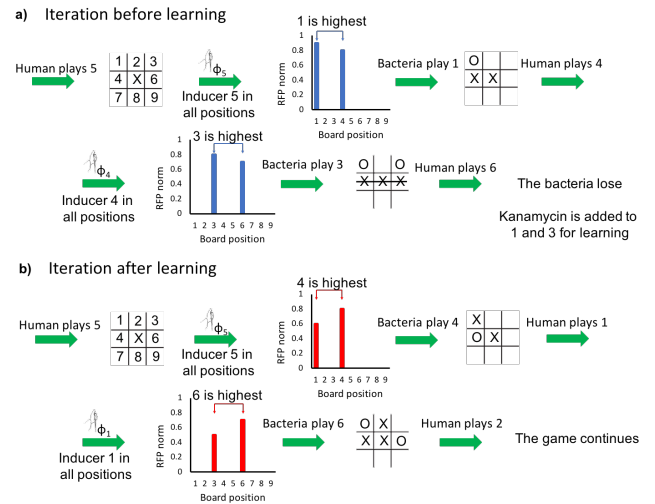 a) Iteration before learning
Human plays 5
1 2 3
4 X 6
7 8 9
ϕ5
Inducer 5 in
all positions
1 is highest
RFP norm
1
0.8
0.6
0.4
0.2
0
1 2 3 4 5 6 7 8 9
Board position
Bacteria play 1
O
X X
Human plays 4
ϕ4
Inducer 4 in
all positions
3 is highest
RFP norm
1
0.8
0.6
0.4
0.2
0
1 2 3 4 5 6 7 8 9
Board position
Bacteria play 3
O O
X X X
Human plays 6
The bacteria lose
Kanamycin is added to
1 and 3 for learning
b) Iteration after learning
Human plays 5
1 2 3
4 X 6
7 8 9
ϕ5
Inducer 5 in
all positions
4 is highest
RFP norm
1
0.8
0.6
0.4
0.2
0
1 2 3 4 5 6 7 8 9
Board position
Bacteria play 4
X
O X
Human plays 1
ϕ1
Inducer 1 in
all positions
6 is highest
RFP norm
1
0.8
0.6
0.4
0.2
0
1 2 3 4 5 6 7 8 9
Board position
Bacteria play 6
O X
X X O
Human plays 2
The game continues